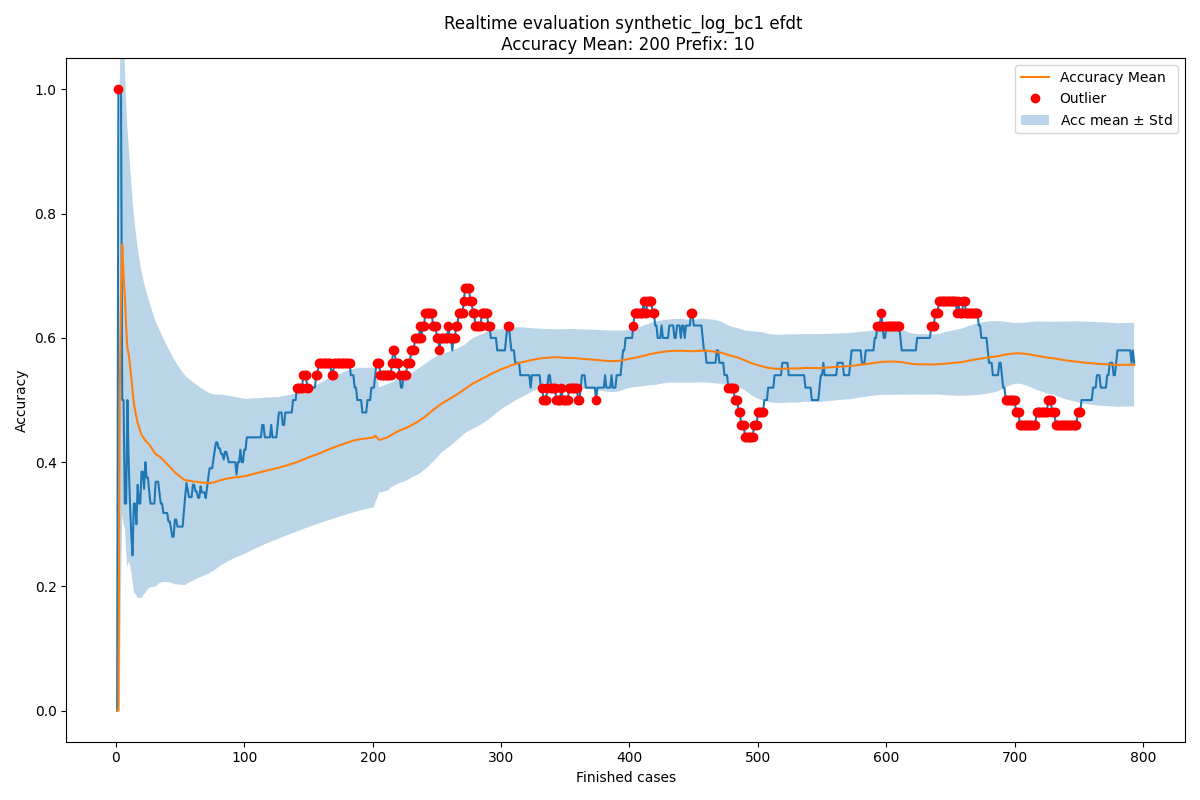 Realtime evaluation synthetic_log_bc1 efdt
Accuracy Mean: 200 Prefix: 10
Accuracy Mean
Outlier
Acc mean ± Std
1.0
0.8
0.6
0.4
0.2
0.0
Accuracy
0 100 200 300 400 500 600 700 800
Finished cases